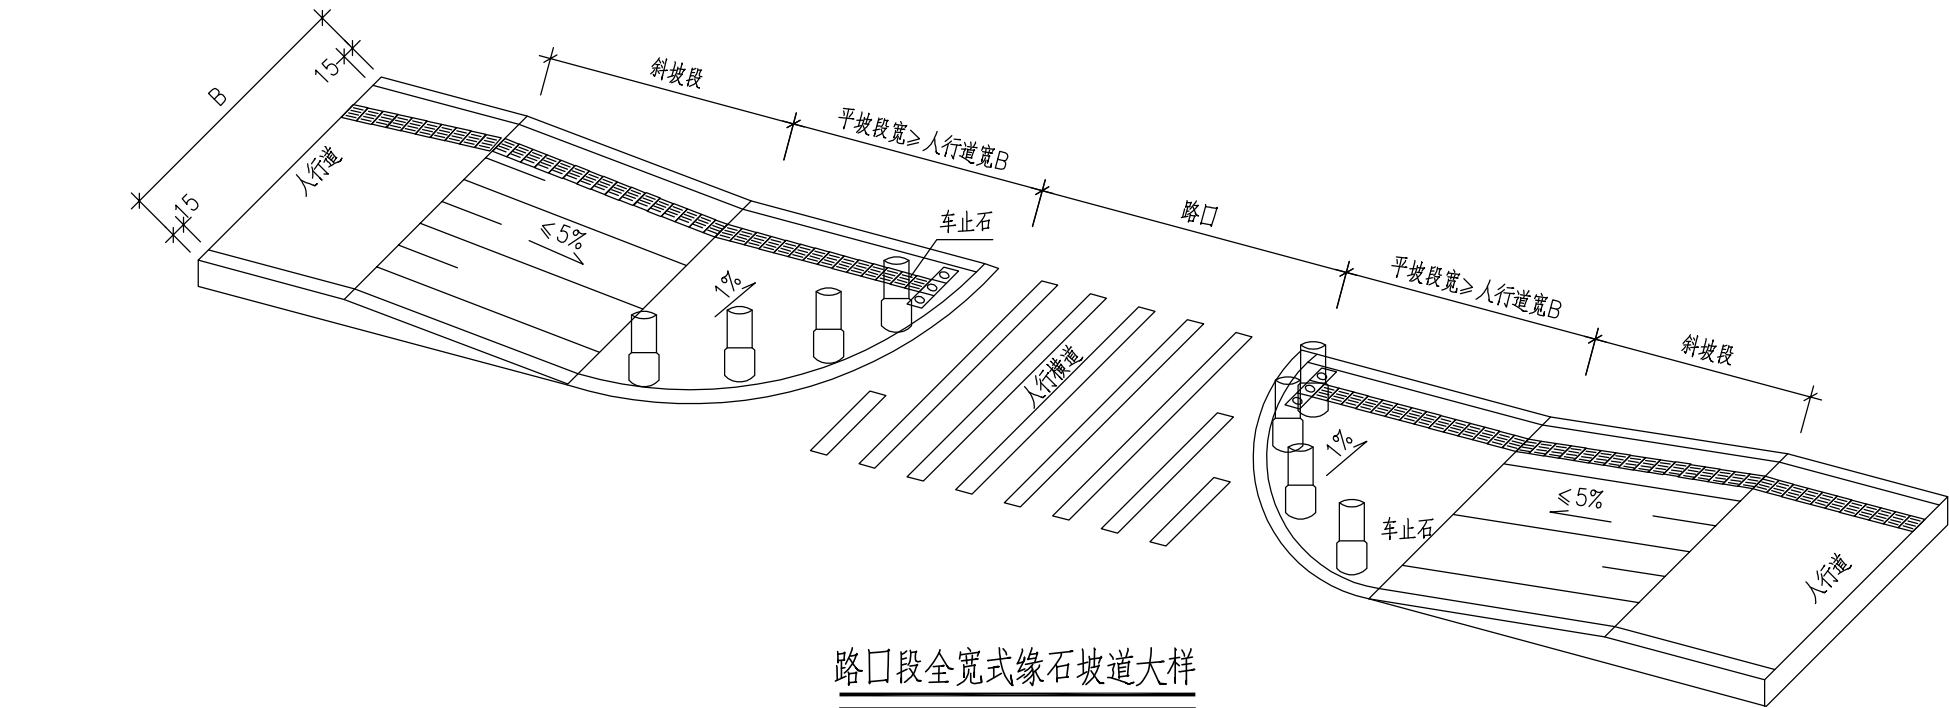 15
B
15
斜坡段
平坡段宽≥人行道宽B
路口
平坡段宽≥人行道宽B
斜坡段
人行道
≤5%
1%
车止石
人行横道
1%
车止石
≤5%
人行道
路口段全宽式缘石坡道大样